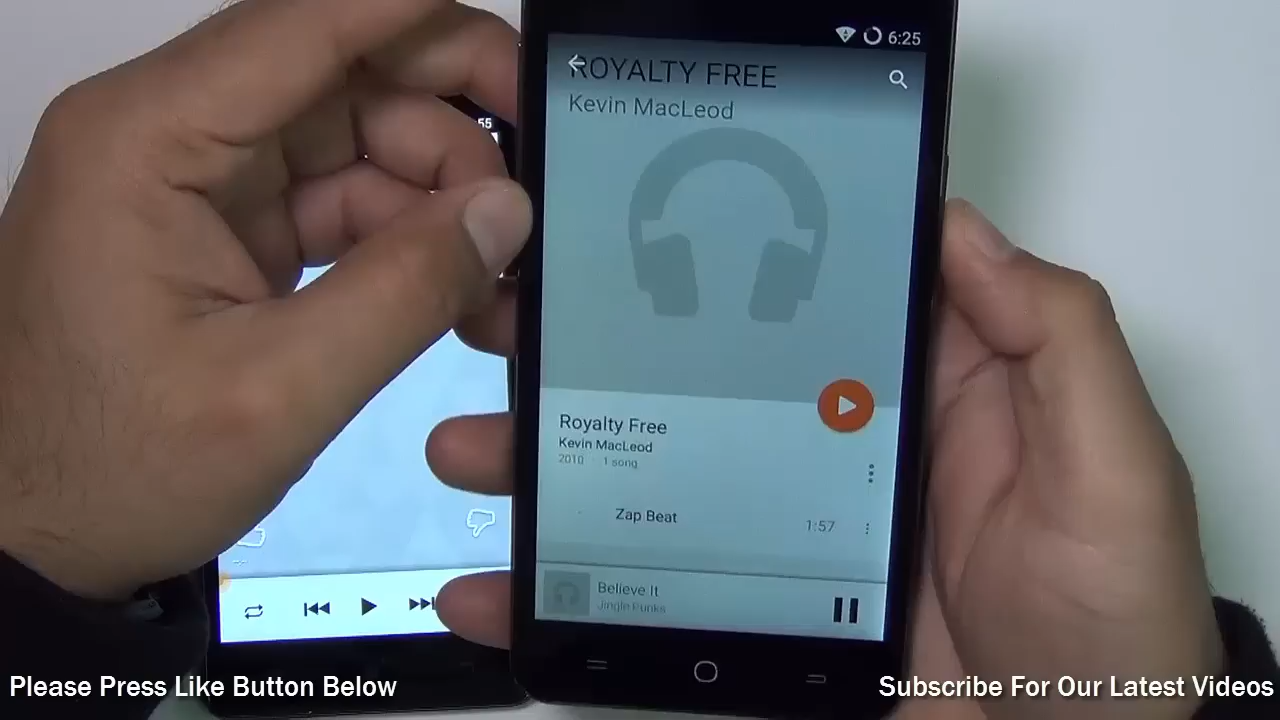 55
6:25
ROYALTY FREE
Kevin MacLeod
Royalty Free
Kevin MacLeod
2010 1 song
Zap Beat 1:57
Believe It
Jingle Punks
Please Press Like Button Below
Subscribe For Our Latest Videos